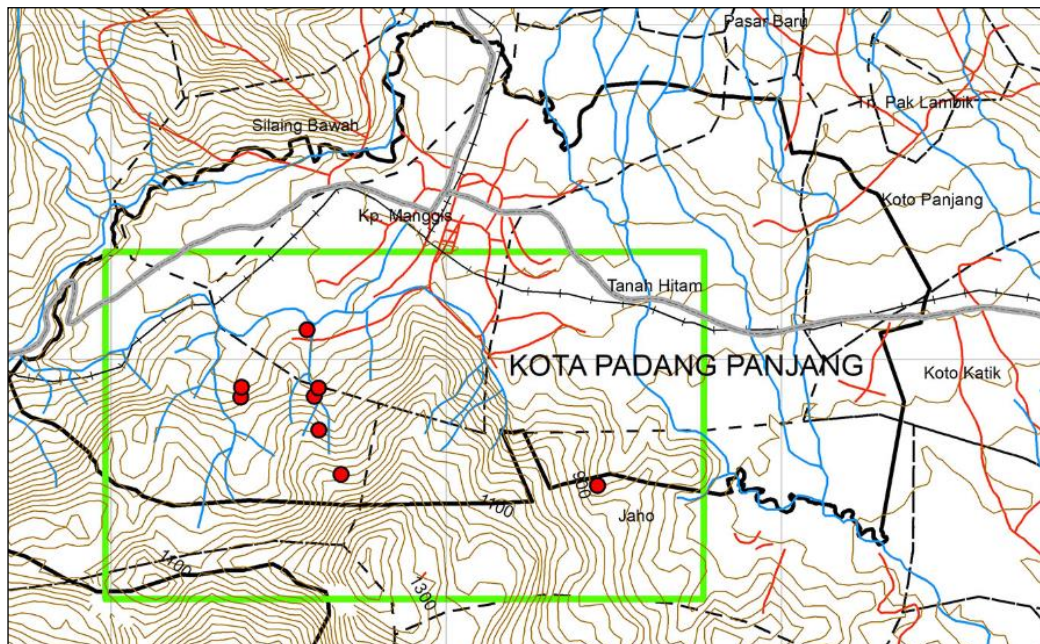 Pasar Baru
Tn. Pak Lambik
Silaing Bawah
Koto Panjang
Kp. Manggis
Tanah Hitam
KOTA PADANG PANJANG
Koto Katik
900
1100
Jaho
1100
1300